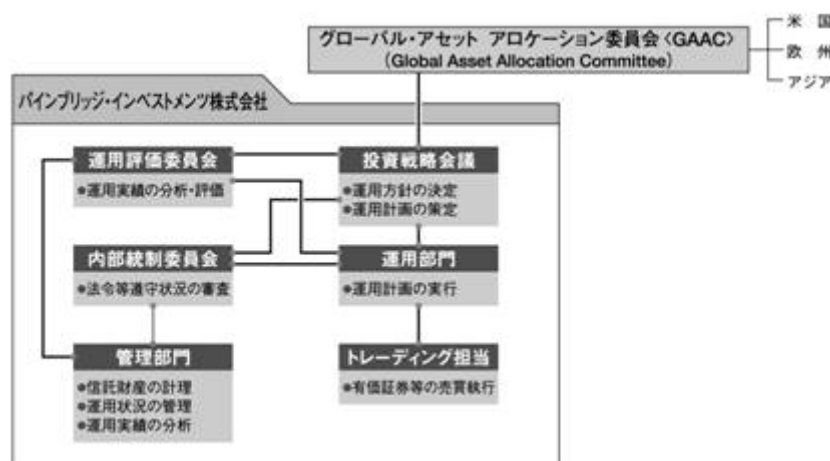 グローバル・アセット アロケーション委員会〈GAAC〉
(Global Asset Allocation Committee)
米 国
欧 州
アジア
パインブリッジ・インベストメンツ株式会社
運用評価委員会
●運用実績の分析・評価
投資戦略会議
●運用方針の決定
●運用計画の策定
内部統制委員会
●法令等遵守状況の審査
運用部門
●運用計画の実行
管理部門
●信託財産の計理
●運用状況の管理
●運用実績の分析
トレーディング担当
●有価証券等の売買執行